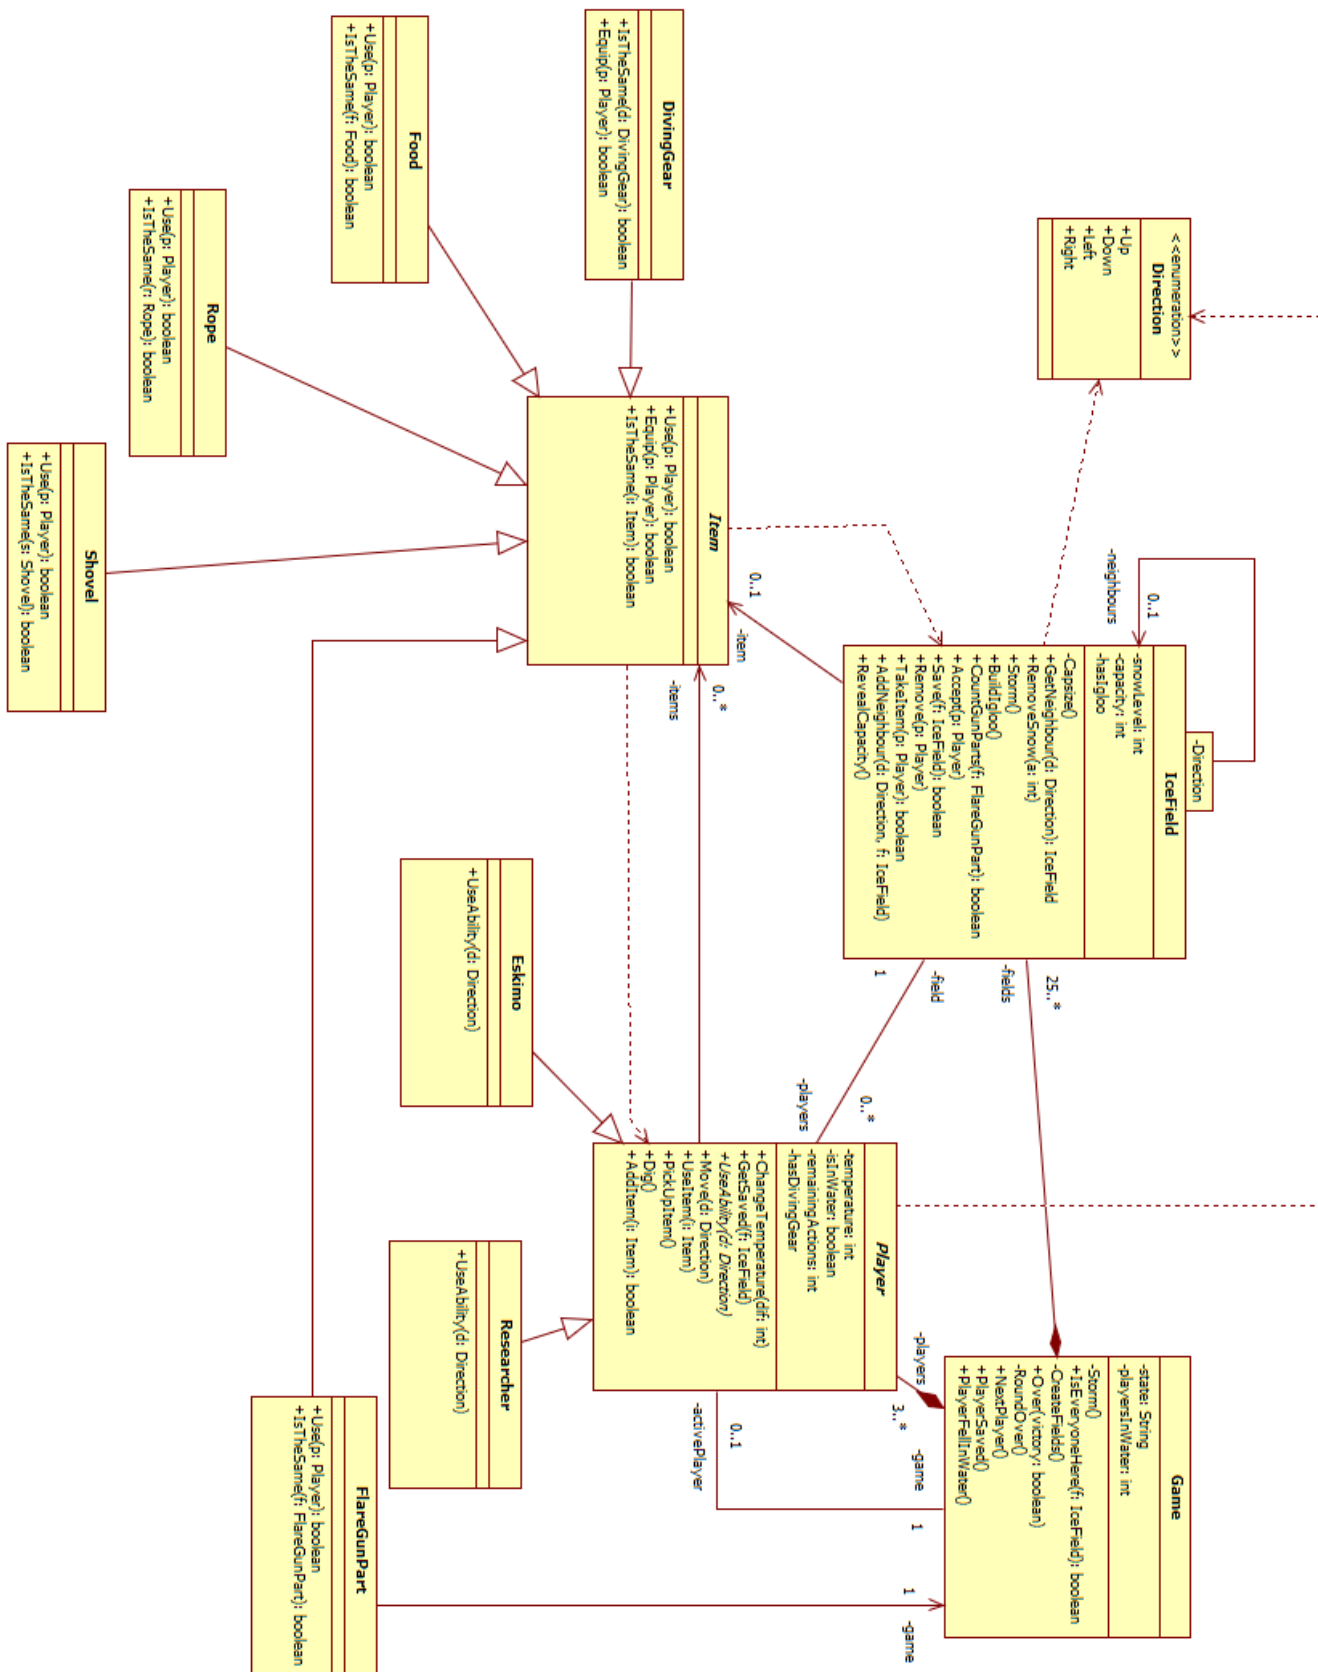 <<enumeration>>
Direction
+Up
+Down
+Left
+Right
-Direction
0..1
-neighbours
IceField
-snowLevel: int
-capacity: int
-hasIgloo
-Capsize()
+GetNeighbour(d: Direction): IceField
+RemoveSnow(a: int)
+Storm()
+BuildIgloo()
+CountGunParts(f: FlareGunPart): boolean
+Accept(p: Player)
+Save(f: IceField): boolean
+Remove(p: Player)
+TakeItem(p: Player): boolean
+AddNeighbour(d: Direction, f: IceField)
+RevealCapacity()
25..*
-fields
-field
1
0..*
-players
Game
-state: String
-playersInWater: int
-Storm()
+IsEveryoneHere(f: IceField): boolean
-CreateFields()
+Over(victory: boolean)
-RoundOver()
+NextPlayer()
+PlayerSaved()
+PlayerFellInWater()
-players
3..*
-game
1
0..1
-activePlayer
1
-game
DivingGear
+IsTheSame(d: DivingGear): boolean
+Equip(p: Player): boolean
Item
+Use(p: Player): boolean
+Equip(p: Player): boolean
+IsTheSame(i: Item): boolean
0..1
-item
0..*
-items
Player
-temperature: int
-isInWater: boolean
-remainingActions: int
-hasDivingGear
+ChangeTemperature(dif: int)
+GetSaved(f: IceField)
+UseAbility(d: Direction)
+Move(d: Direction)
+UseItem(i: Item)
+PickUpItem()
+Dig()
+AddItem(i: Item): boolean
Food
+Use(p: Player): boolean
+IsTheSame(f: Food): boolean
Eskimo
+UseAbility(d: Direction)
Researcher
+UseAbility(d: Direction)
Rope
+Use(p: Player): boolean
+IsTheSame(r: Rope): boolean
Shovel
+Use(p: Player): boolean
+IsTheSame(s: Shovel): boolean
FlareGunPart
+Use(p: Player): boolean
+IsTheSame(f: FlareGunPart): boolean